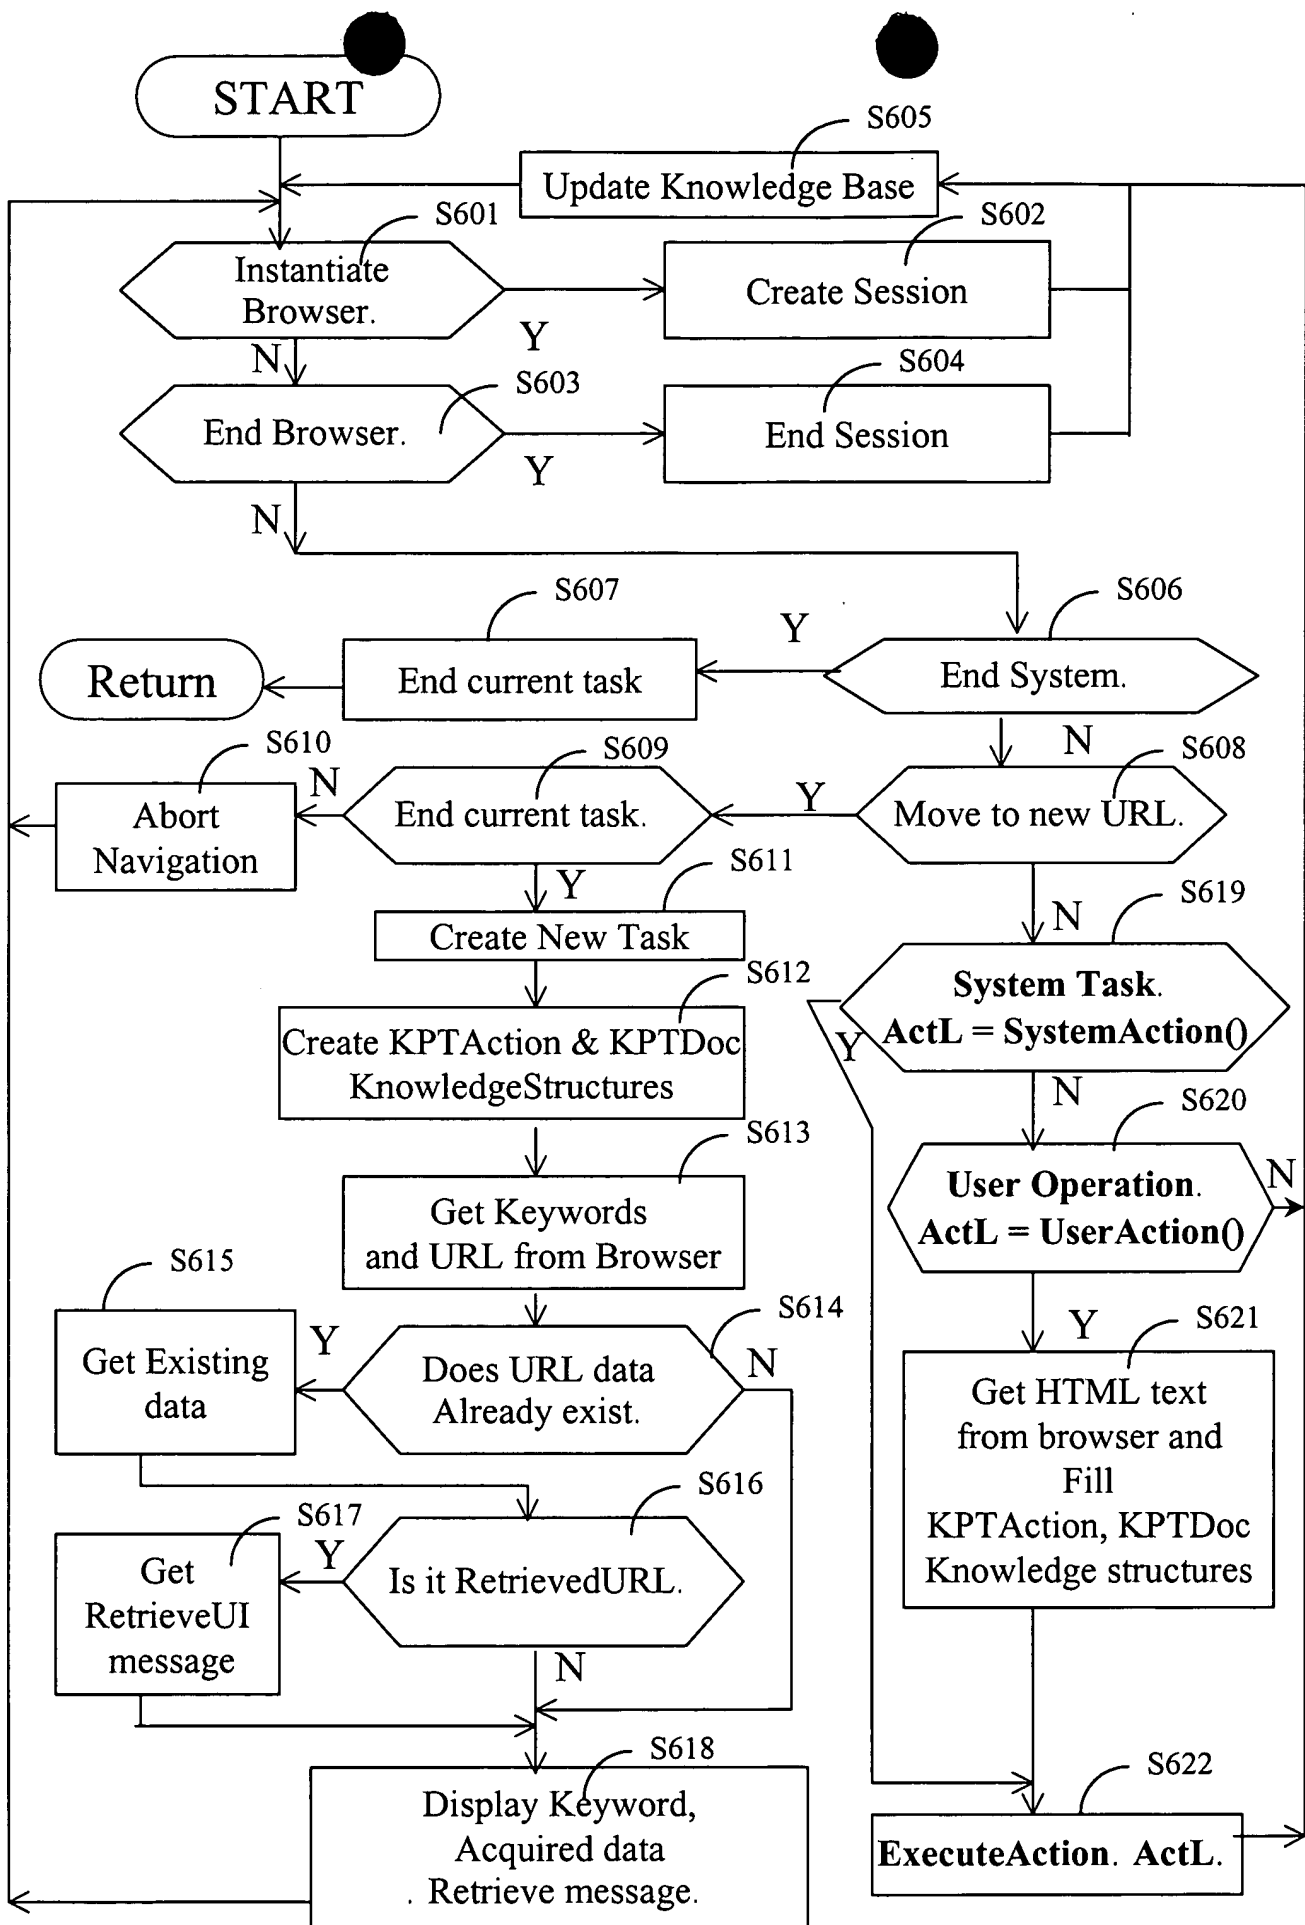 START
S605
Update Knowledge Base
S601
Instantiate
Browser.
Y
N
S602
Create Session
S603
End Browser.
Y
N
S604
End Session
S606
End System.
Y
N
S607
End current task
Return
S608
Move to new URL.
Y
N
S609
End current task.
N
Y
S610
Abort
Navigation
S611
Create New Task
S612
Create KPTAction & KPTDoc
KnowledgeStructures
S613
Get Keywords
and URL from Browser
S614
Does URL data
Already exist.
Y
N
S615
Get Existing
data
S616
Is it RetrievedURL.
Y
N
S617
Get
RetrieveUI
message
S618
Display Keyword,
Acquired data
. Retrieve message.
S619
System Task.
ActL = SystemAction()
Y
N
S620
User Operation.
ActL = UserAction()
N
Y
S621
Get HTML text
from browser and
Fill
KPTAction, KPTDoc
Knowledge structures
S622
ExecuteAction. ActL.